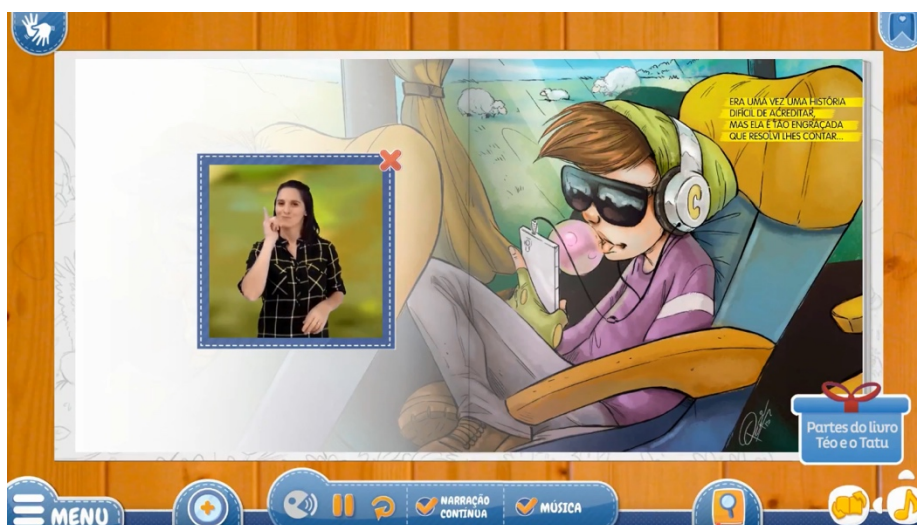 ERA UMA VEZ UMA HISTÓRIA
DIFÍCIL DE ACREDITAR,
MAS ELA É TÃO ENGRAÇADA
QUE RESOLVI LHES CONTAR...
C
Partes do livro
Téo e o Tatu
MENU
NARRAÇÃO
CONTÍNUA
MÚSICA